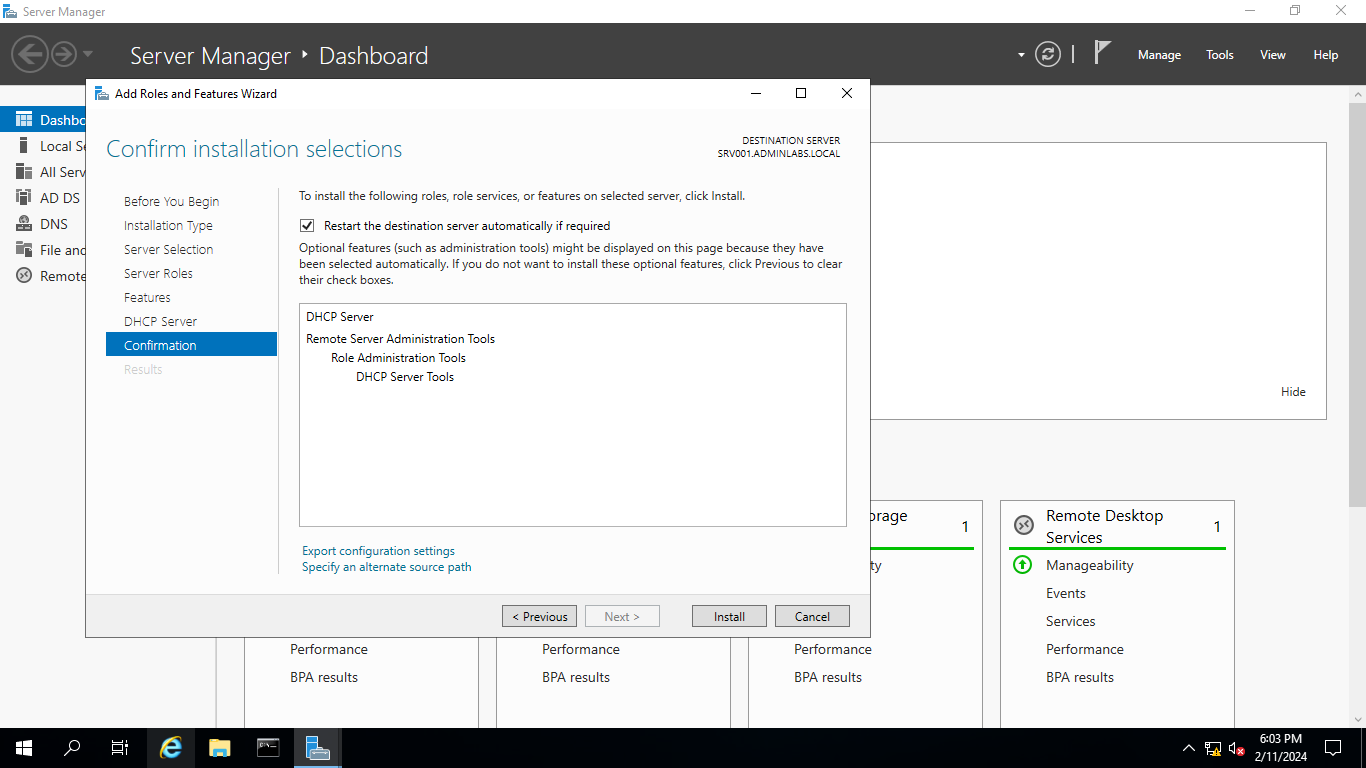 Server Manager
Server Manager
Dashboard
Manage
Tools
View
Help
Dashbo
Local Se
All Serv
AD DS
DNS
File and
Remote
Add Roles and Features Wizard
Confirm installation selections
DESTINATION SERVER
SRV001.ADMINLABS.LOCAL
Before You Begin
Installation Type
Server Selection
Server Roles
Features
DHCP Server
Confirmation
Results
To install the following roles, role services, or features on selected server, click Install.
Restart the destination server automatically if required
Optional features (such as administration tools) might be displayed on this page because they have
been selected automatically. If you do not want to install these optional features, click Previous to clear
their check boxes.
DHCP Server
Remote Server Administration Tools
Role Administration Tools
DHCP Server Tools
Export configuration settings
Specify an alternate source path
< Previous
Next >
Install
Cancel
Hide
orage
1
ty
Remote Desktop
Services
1
Manageability
Events
Services
Performance
BPA results
Performance
BPA results
Performance
BPA results
Performance
BPA results
6:03 PM
2/11/2024